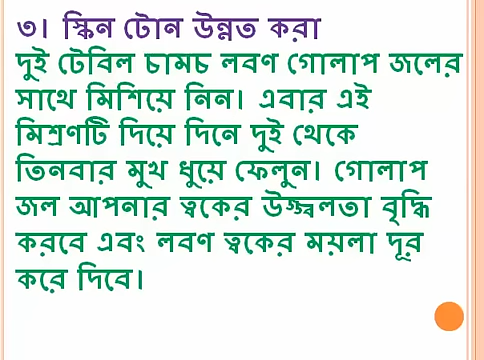 ৩। স্কিন টোন উন্নত করা
দুই টেবিল চামচ লবণ গোলাপ জলের
সাথে মিশিয়ে নিন। এবার এই
মিশ্রণটি দিয়ে দিনে দুই থেকে
তিনবার মুখ ধুয়ে ফেলুন। গোলাপ
জল আপনার ত্বকের উজ্জ্বলতা বৃদ্ধি
করবে এবং লবণ ত্বকের ময়লা দূর
করে দিবে।